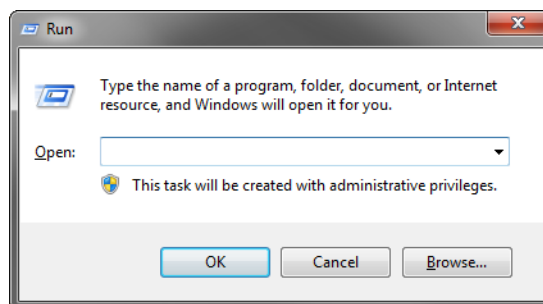 Run
Type the name of a program, folder, document, or Internet
resource, and Windows will open it for you.
Open:
This task will be created with administrative privileges.
OK Cancel Browse...